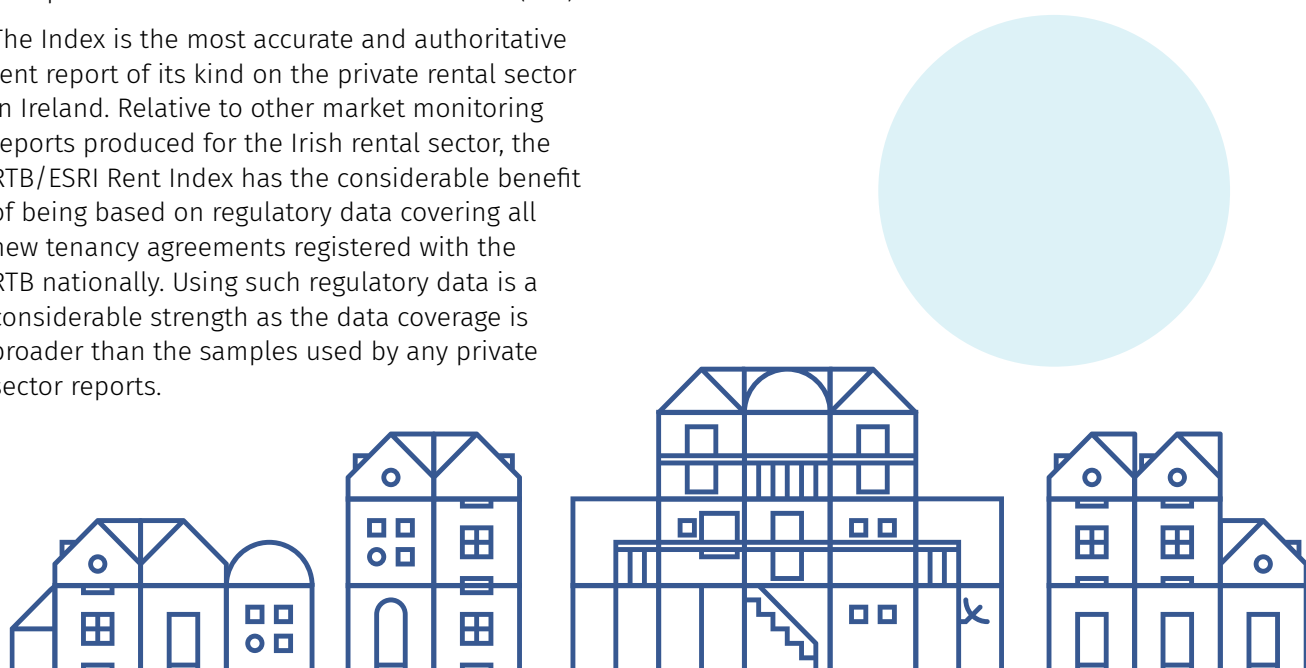 The Index is the most accurate and authoritative
rent report of its kind on the private rental sector
in Ireland. Relative to other market monitoring
reports produced for the Irish rental sector, the
RTB/ESRI Rent Index has the considerable benefit
of being based on regulatory data covering all
new tenancy agreements registered with the
RTB nationally. Using such regulatory data is a
considerable strength as the data coverage is
broader than the samples used by any private
sector reports.